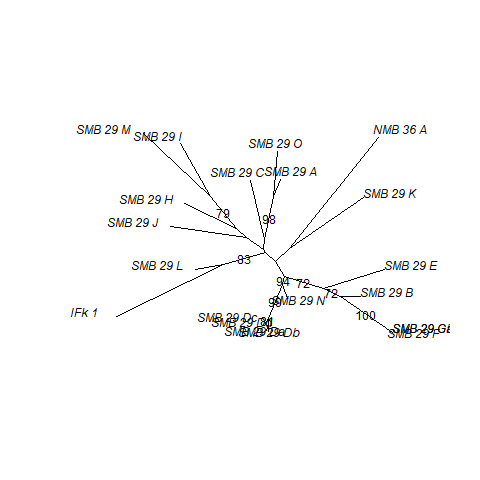 SMB 29 M
SMB 29 I
NMB 36 A
SMB 29 O
SMB 29 C
SMB 29 A
SMB 29 K
SMB 29 H
79
98
SMB 29 J
83
SMB 29 L
SMB 29 E
94
72
72
SMB 29 B
99
SMB 29 N
IFk 1
100
SMB 29 Dc
SMB 29
SMB 29 Db
SMB 29 F